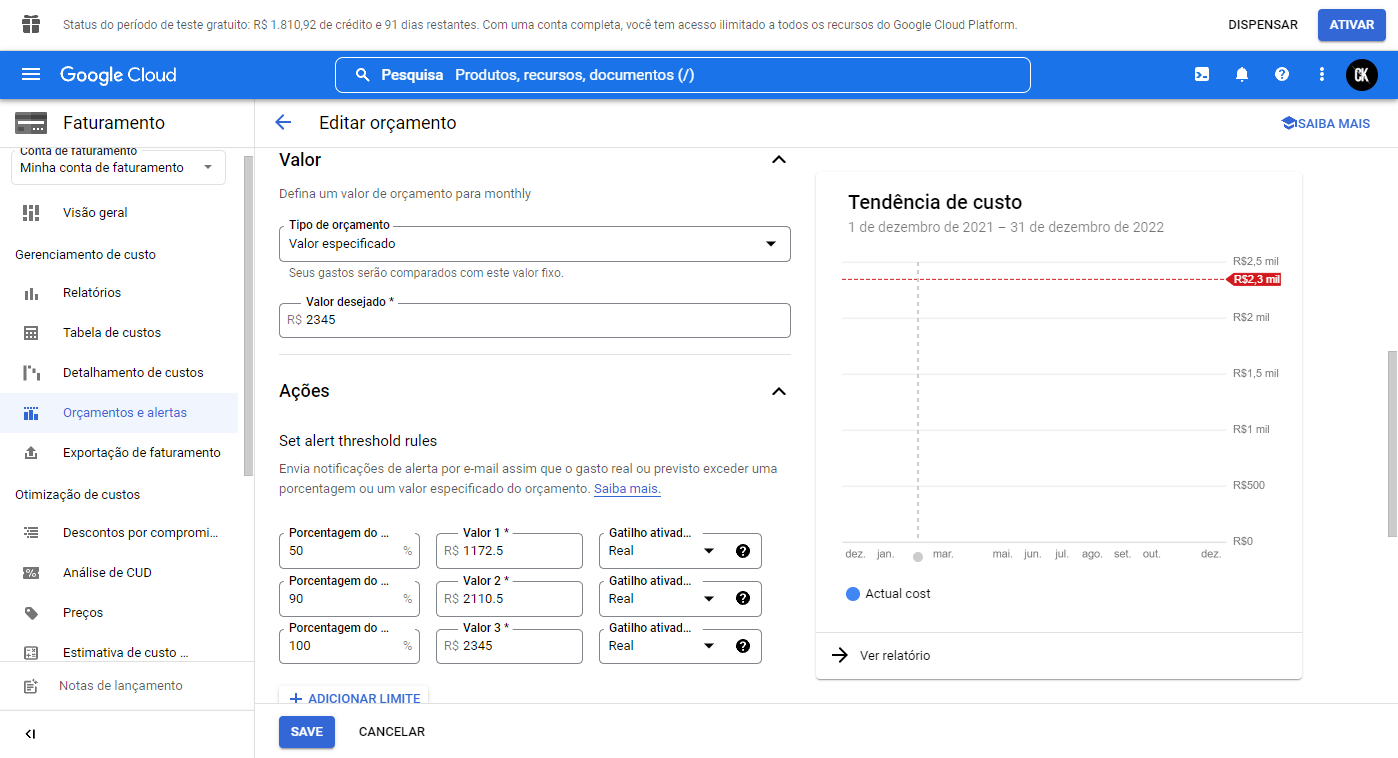 Status do período de teste gratuito: R$ 1.810,92 de crédito e 91 dias restantes. Com uma conta completa, você tem acesso ilimitado a todos os recursos do Google Cloud Platform.
DISPENSAR
ATIVAR
Google Cloud
Pesquisa Produtos, recursos, documentos (/)
CK
Faturamento
Editar orçamento
SAIBA MAIS
Conta de faturamento
Minha conta de faturamento
Visão geral
Gerenciamento de custo
Relatórios
Tabela de custos
Detalhamento de custos
Orçamentos e alertas
Exportação de faturamento
Otimização de custos
Descontos por compromi...
Análise de CUD
Preços
Estimativa de custo ...
Notas de lançamento
Valor
Defina um valor de orçamento para monthly
Tipo de orçamento
Valor especificado
Seus gastos serão comparados com este valor fixo.
Valor desejado *
R$ 2345
Ações
Set alert threshold rules
Envia notificações de alerta por e-mail assim que o gasto real ou previsto exceder uma
porcentagem ou um valor especificado do orçamento. Saiba mais.
Porcentagem do ... Valor 1 * Gatilho ativad...
50 % R$ 1172.5 Real
Porcentagem do ... Valor 2 * Gatilho ativad...
90 % R$ 2110.5 Real
Porcentagem do ... Valor 3 * Gatilho ativad...
100 % R$ 2345 Real
ADICIONAR LIMITE
SAVE
CANCELAR
Tendência de custo
1 de dezembro de 2021 – 31 de dezembro de 2022
R$2,5 mil
R$2,3 mil
R$2 mil
R$1,5 mil
R$1 mil
R$500
R$0
dez. jan. mar. mai. jun. jul. ago. set. out. dez.
Actual cost
Ver relatório